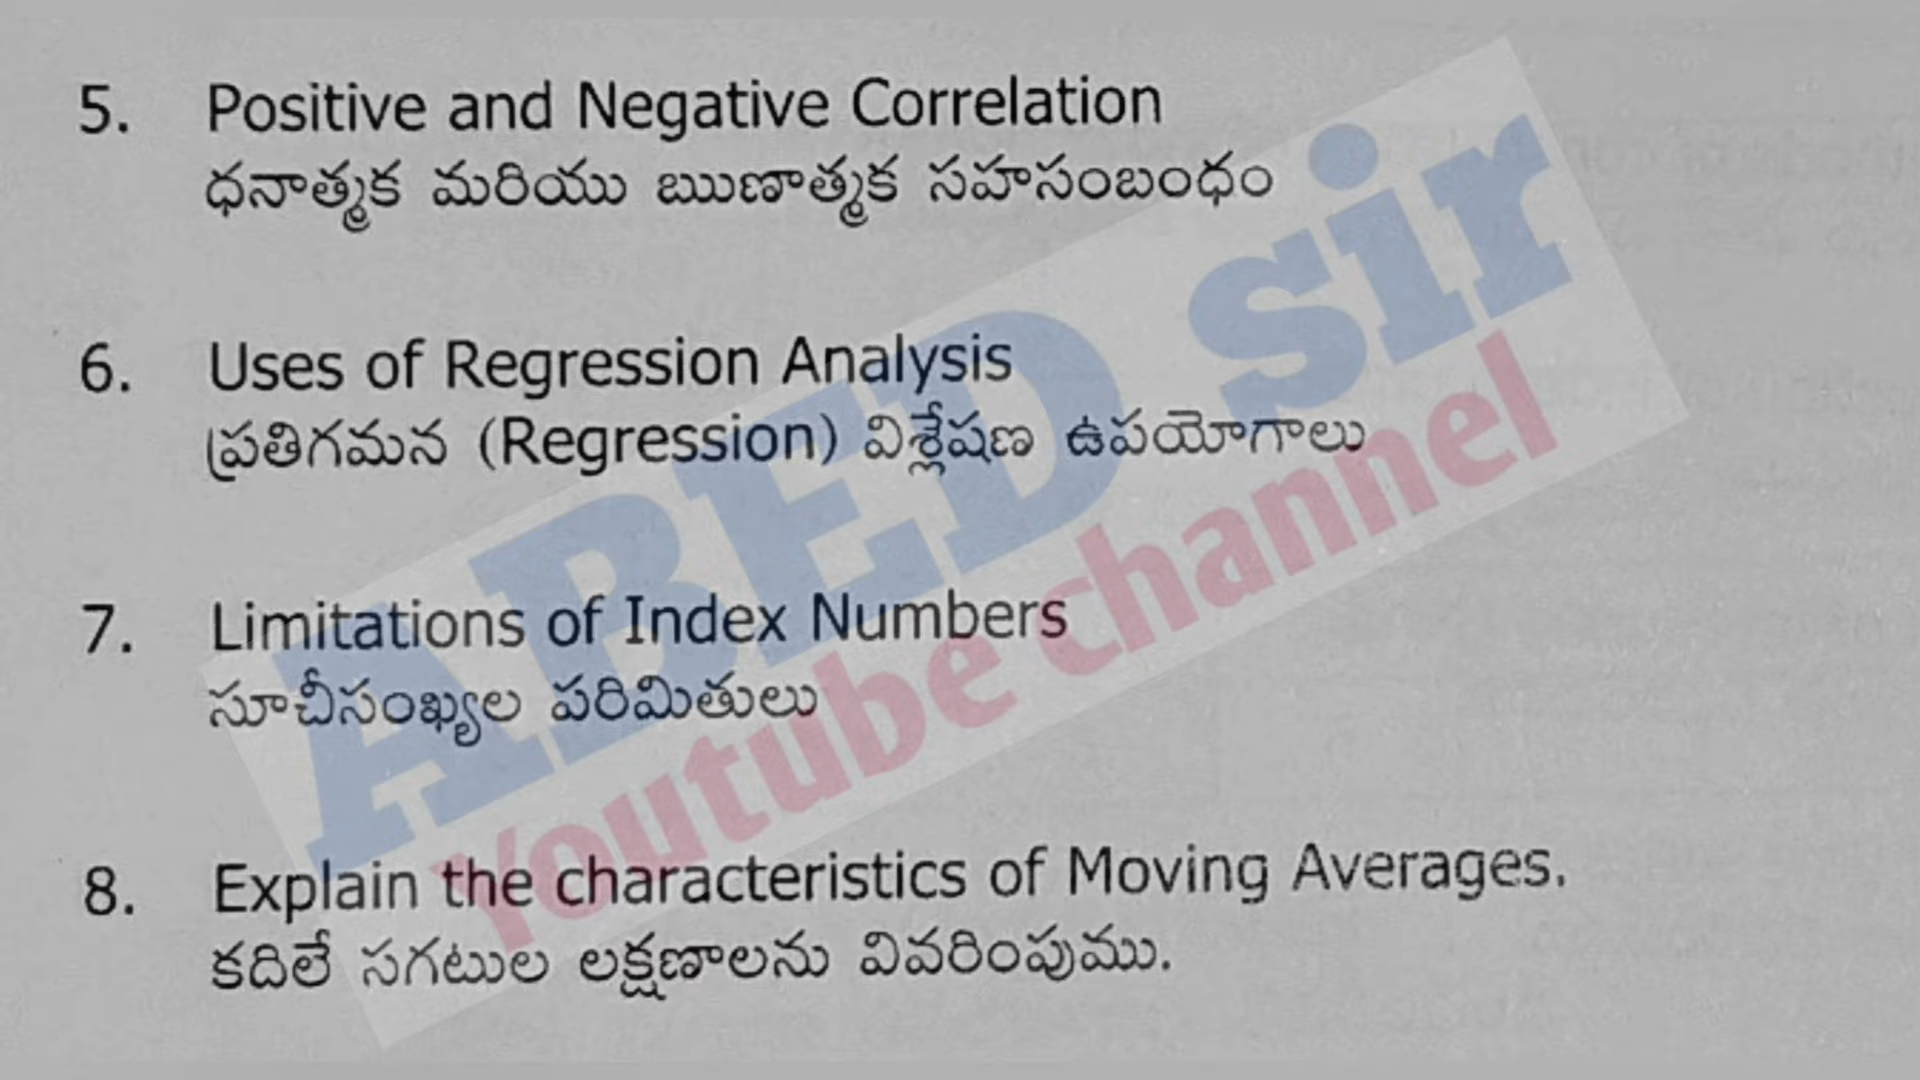 5. Positive and Negative Correlation
ధనాత్మక మరియు ఋణాత్మక సహసంబంధం
6. Uses of Regression Analysis
ప్రతిగమన (Regression) విశ్లేషణ ఉపయోగాలు
7. Limitations of Index Numbers
సూచీసంఖ్యల పరిమితులు
8. Explain the characteristics of Moving Averages.
కదిలే సగటుల లక్షణాలను వివరింపుము.
ABED sir
Youtube channel